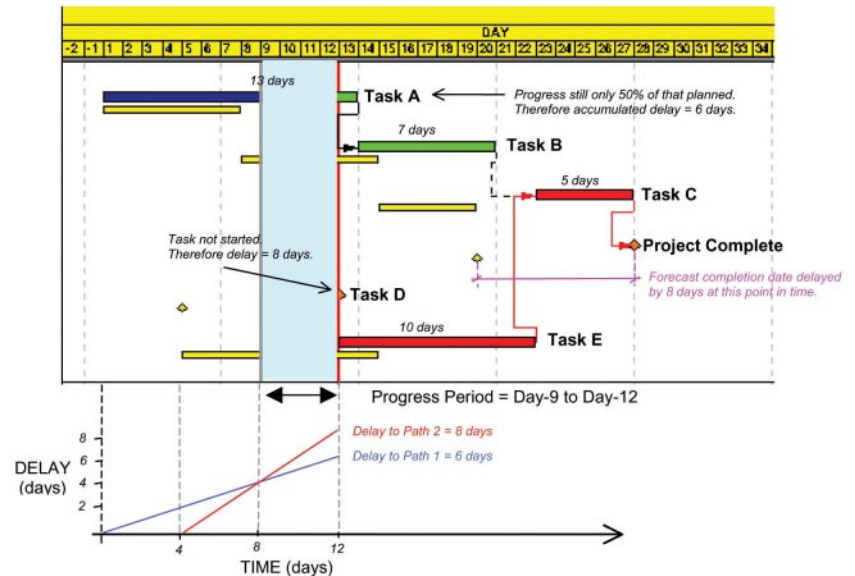 DAY
-2 -1 1 2 3 4 5 6 7 8 9 10 11 12 13 14 15 16 17 18 19 20 21 22 23 24 25 26 27 28 29 30 31 32 33 34
13 days
Task A
Progress still only 50% of that planned.
Therefore accumulated delay = 6 days.
7 days
Task B
5 days
Task C
Task not started.
Therefore delay = 8 days.
Project Complete
Forecast completion date delayed
by 8 days at this point in time.
Task D
10 days
Task E
Progress Period = Day-9 to Day-12
8
Delay to Path 2 = 8 days
6
Delay to Path 1 = 6 days
DELAY
(days)
4
2
4
8
12
TIME (days)